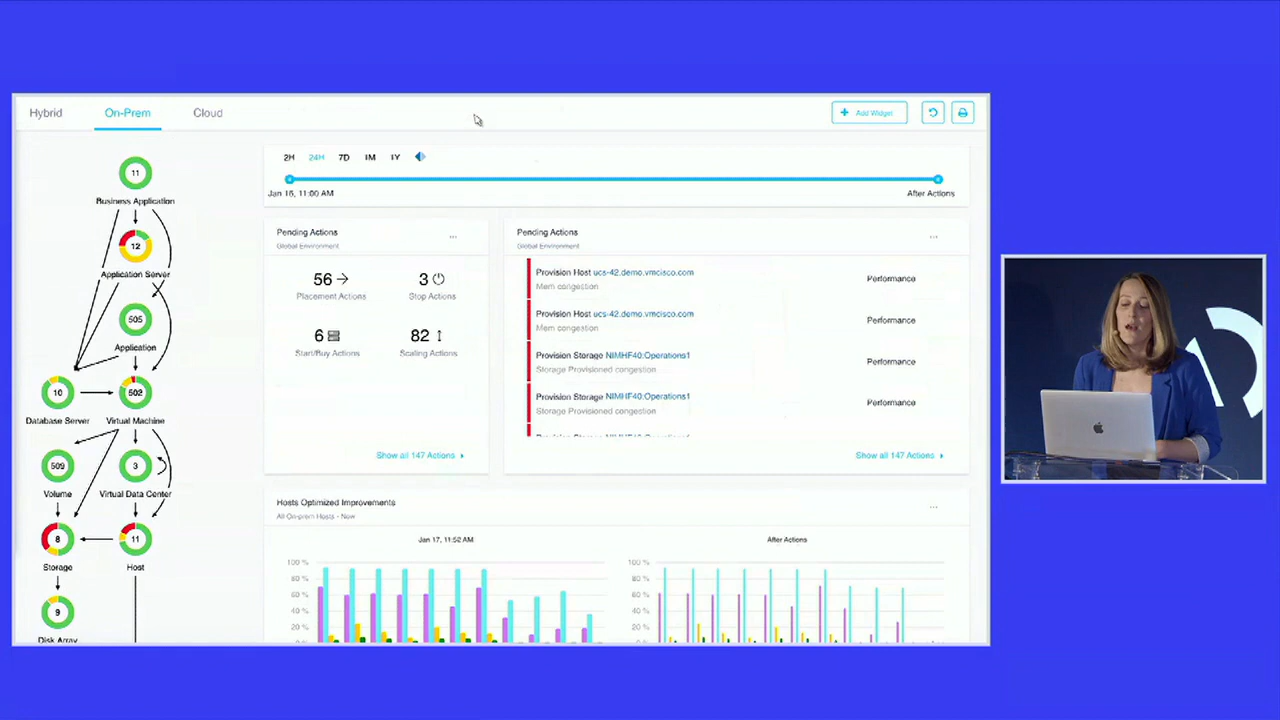 Hybrid On-Prem Cloud
Add Widget
11
Business Application
12
Application Server
505
Application
10
Database Server
502
Virtual Machine
509
Volume
3
Virtual Data Center
8
Storage
11
Host
9
Disk Array
2H 24H 7D 1M 1Y
Jan 16, 11:00 AM After Actions
Pending Actions
Global Environment
56 3
Placement Actions Stop Actions
6 82
Start/Buy Actions Scaling Actions
Show all 147 Actions
Pending Actions
Global Environment
Provision Host ucs-42.demo.vmcisco.com Performance
Mem congestion
Provision Host ucs-42.demo.vmcisco.com Performance
Mem congestion
Provision Storage NIMHF40:Operations1 Performance
Storage Provisioned congestion
Provision Storage NIMHF40:Operations1 Performance
Storage Provisioned congestion
Show all 147 Actions
Hosts Optimized Improvements
All On-prem Hosts - Now
Jan 17, 11:52 AM
100 %
80 %
60 %
40 %
20 %
After Actions
100 %
80 %
60 %
40 %
20 %